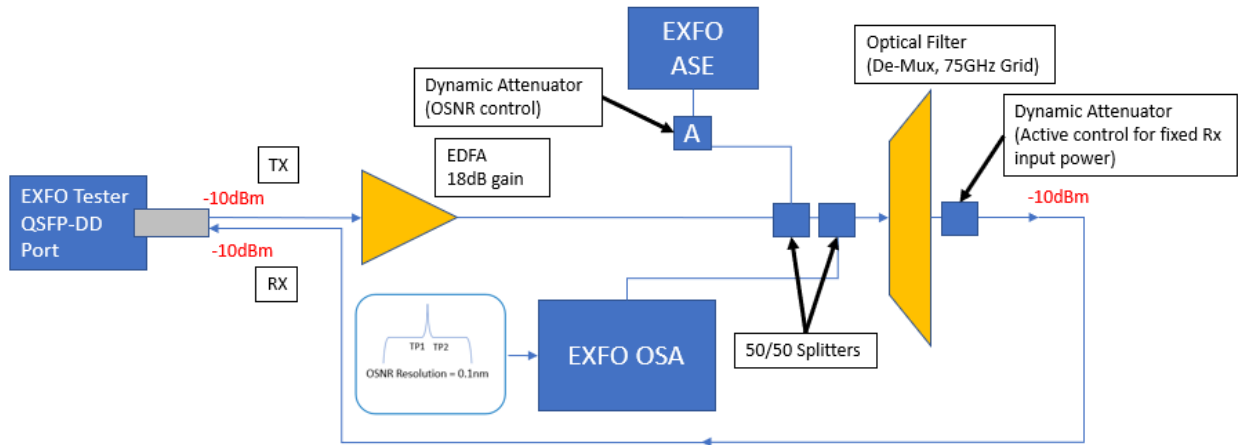 EXFO
ASE
Optical Filter
(De-Mux, 75GHz Grid)
Dynamic Attenuator
(OSNR control)
A
Dynamic Attenuator
(Active control for fixed Rx
input power)
EDFA
18dB gain
TX
EXFO Tester
QSFP-DD
Port
-10dBm
-10dBm
-10dBm
RX
TP1 TP2
OSNR Resolution = 0.1nm
EXFO OSA
50/50 Splitters